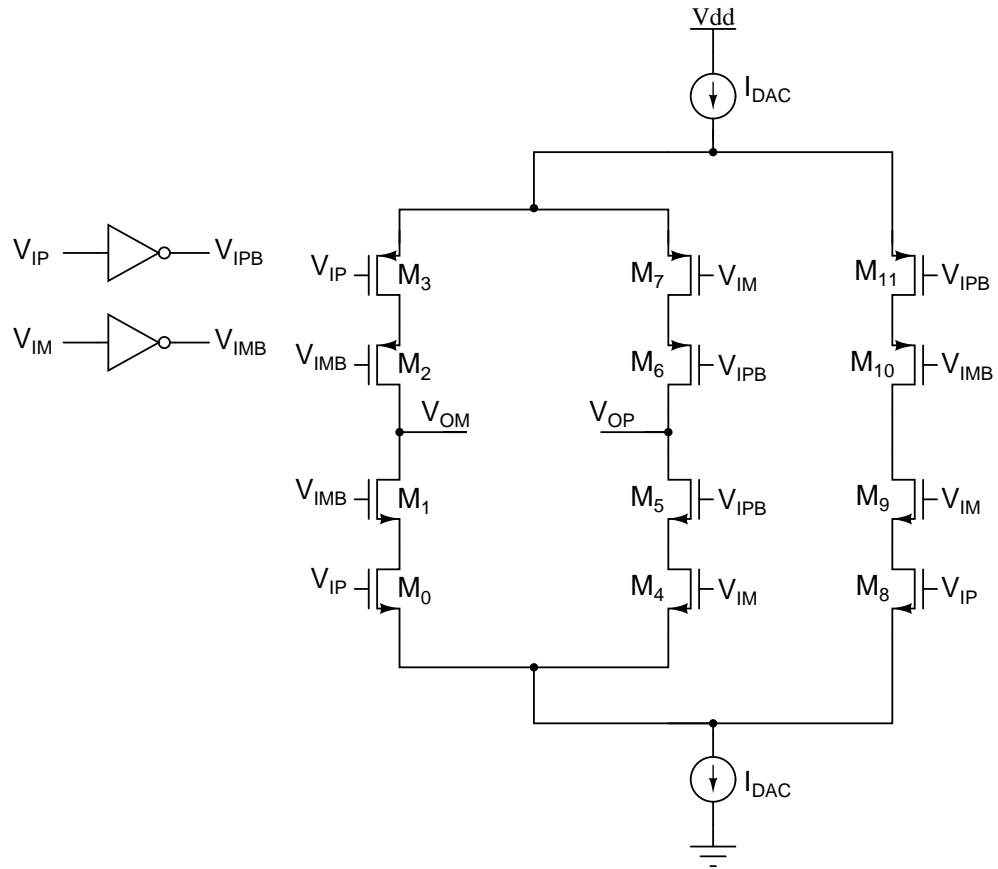 Vdd
I_DAC
V_IP V_IPB
V_IM V_IMB
V_IP M_3 M_7 V_IM M_11 V_IPB
V_IMB M_2 M_6 V_IPB M_10 V_IMB
V_OM V_OP
V_IMB M_1 M_5 V_IPB M_9 V_IM
V_IP M_0 M_4 V_IM M_8 V_IP
I_DAC